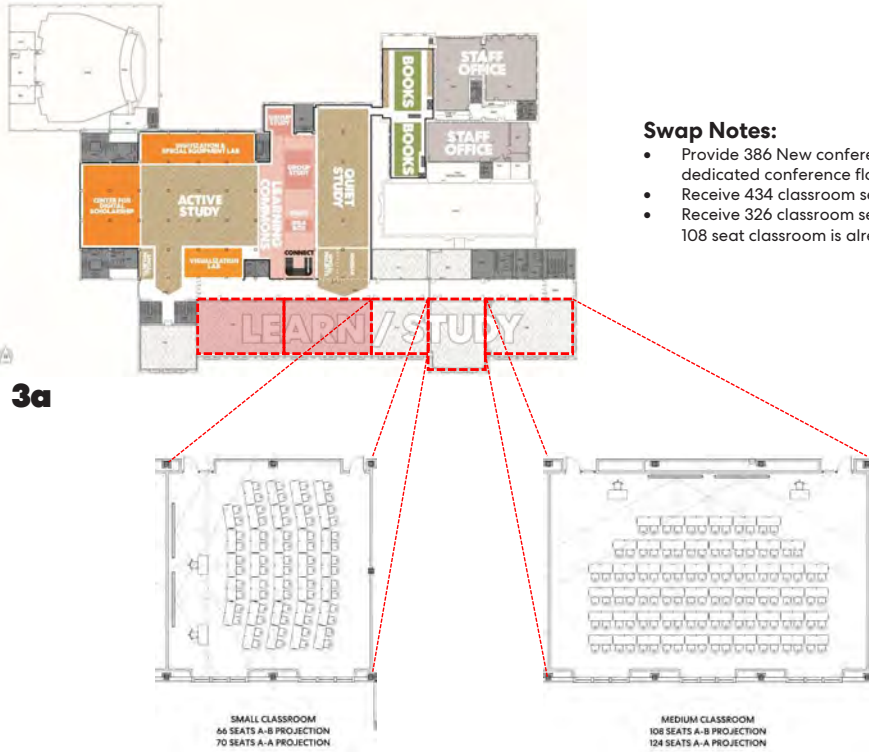 STAFF
OFFICE
BOOKS
BOOKS
STAFF
OFFICE
Swap Notes:
• Provide 386 New confere
dedicated conference flo
• Receive 434 classroom se
• Receive 326 classroom se
108 seat classroom is alre
DIGITIZATION &
SPECIAL EQUIPMENT LAB
GROUP
STUDY
CENTER FOR
DIGITAL
SCHOLARSHIP
ACTIVE
STUDY
LEARNING
COMMONS
QUIET
STUDY
VISUALIZATION
LAB
CONNECT
LEARN / STUDY
3a
SMALL CLASSROOM
66 SEATS A-B PROJECTION
70 SEATS A-A PROJECTION
MEDIUM CLASSROOM
108 SEATS A-B PROJECTION
124 SEATS A-A PROJECTION